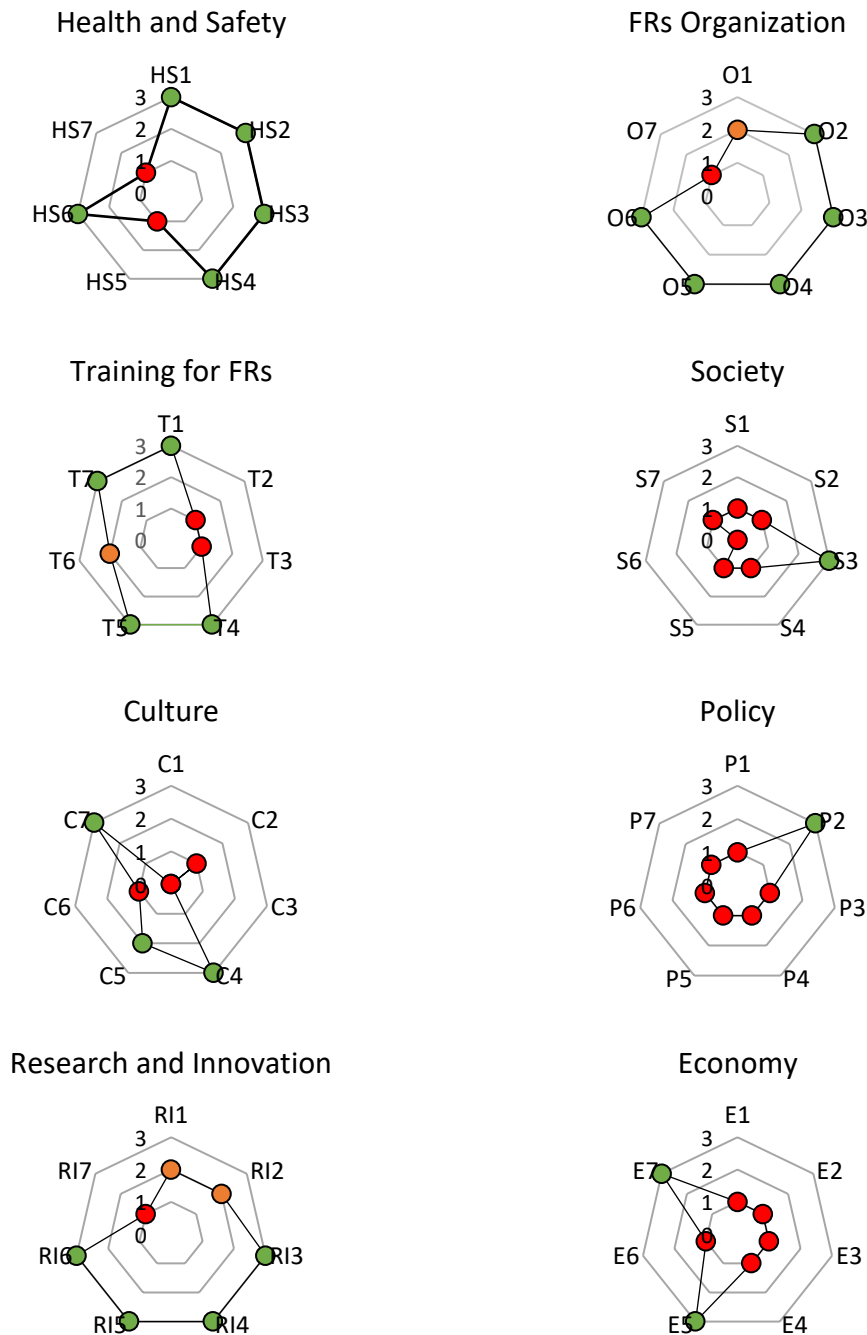 Health and Safety
HS1
HS2
HS3
HS4
HS5
HS6
HS7
3
2
1
0
FRs Organization
O1
O2
O3
O4
O5
O6
O7
3
2
1
0
Training for FRs
T1
T2
T3
T4
T5
T6
T7
3
2
1
0
Society
S1
S2
S3
S4
S5
S6
S7
3
2
1
0
Culture
C1
C2
C3
C4
C5
C6
C7
3
2
1
0
Policy
P1
P2
P3
P4
P5
P6
P7
3
2
1
0
Research and Innovation
RI1
RI2
RI3
RI4
RI5
RI6
RI7
3
2
1
0
Economy
E1
E2
E3
E4
E5
E6
E7
3
2
1
0